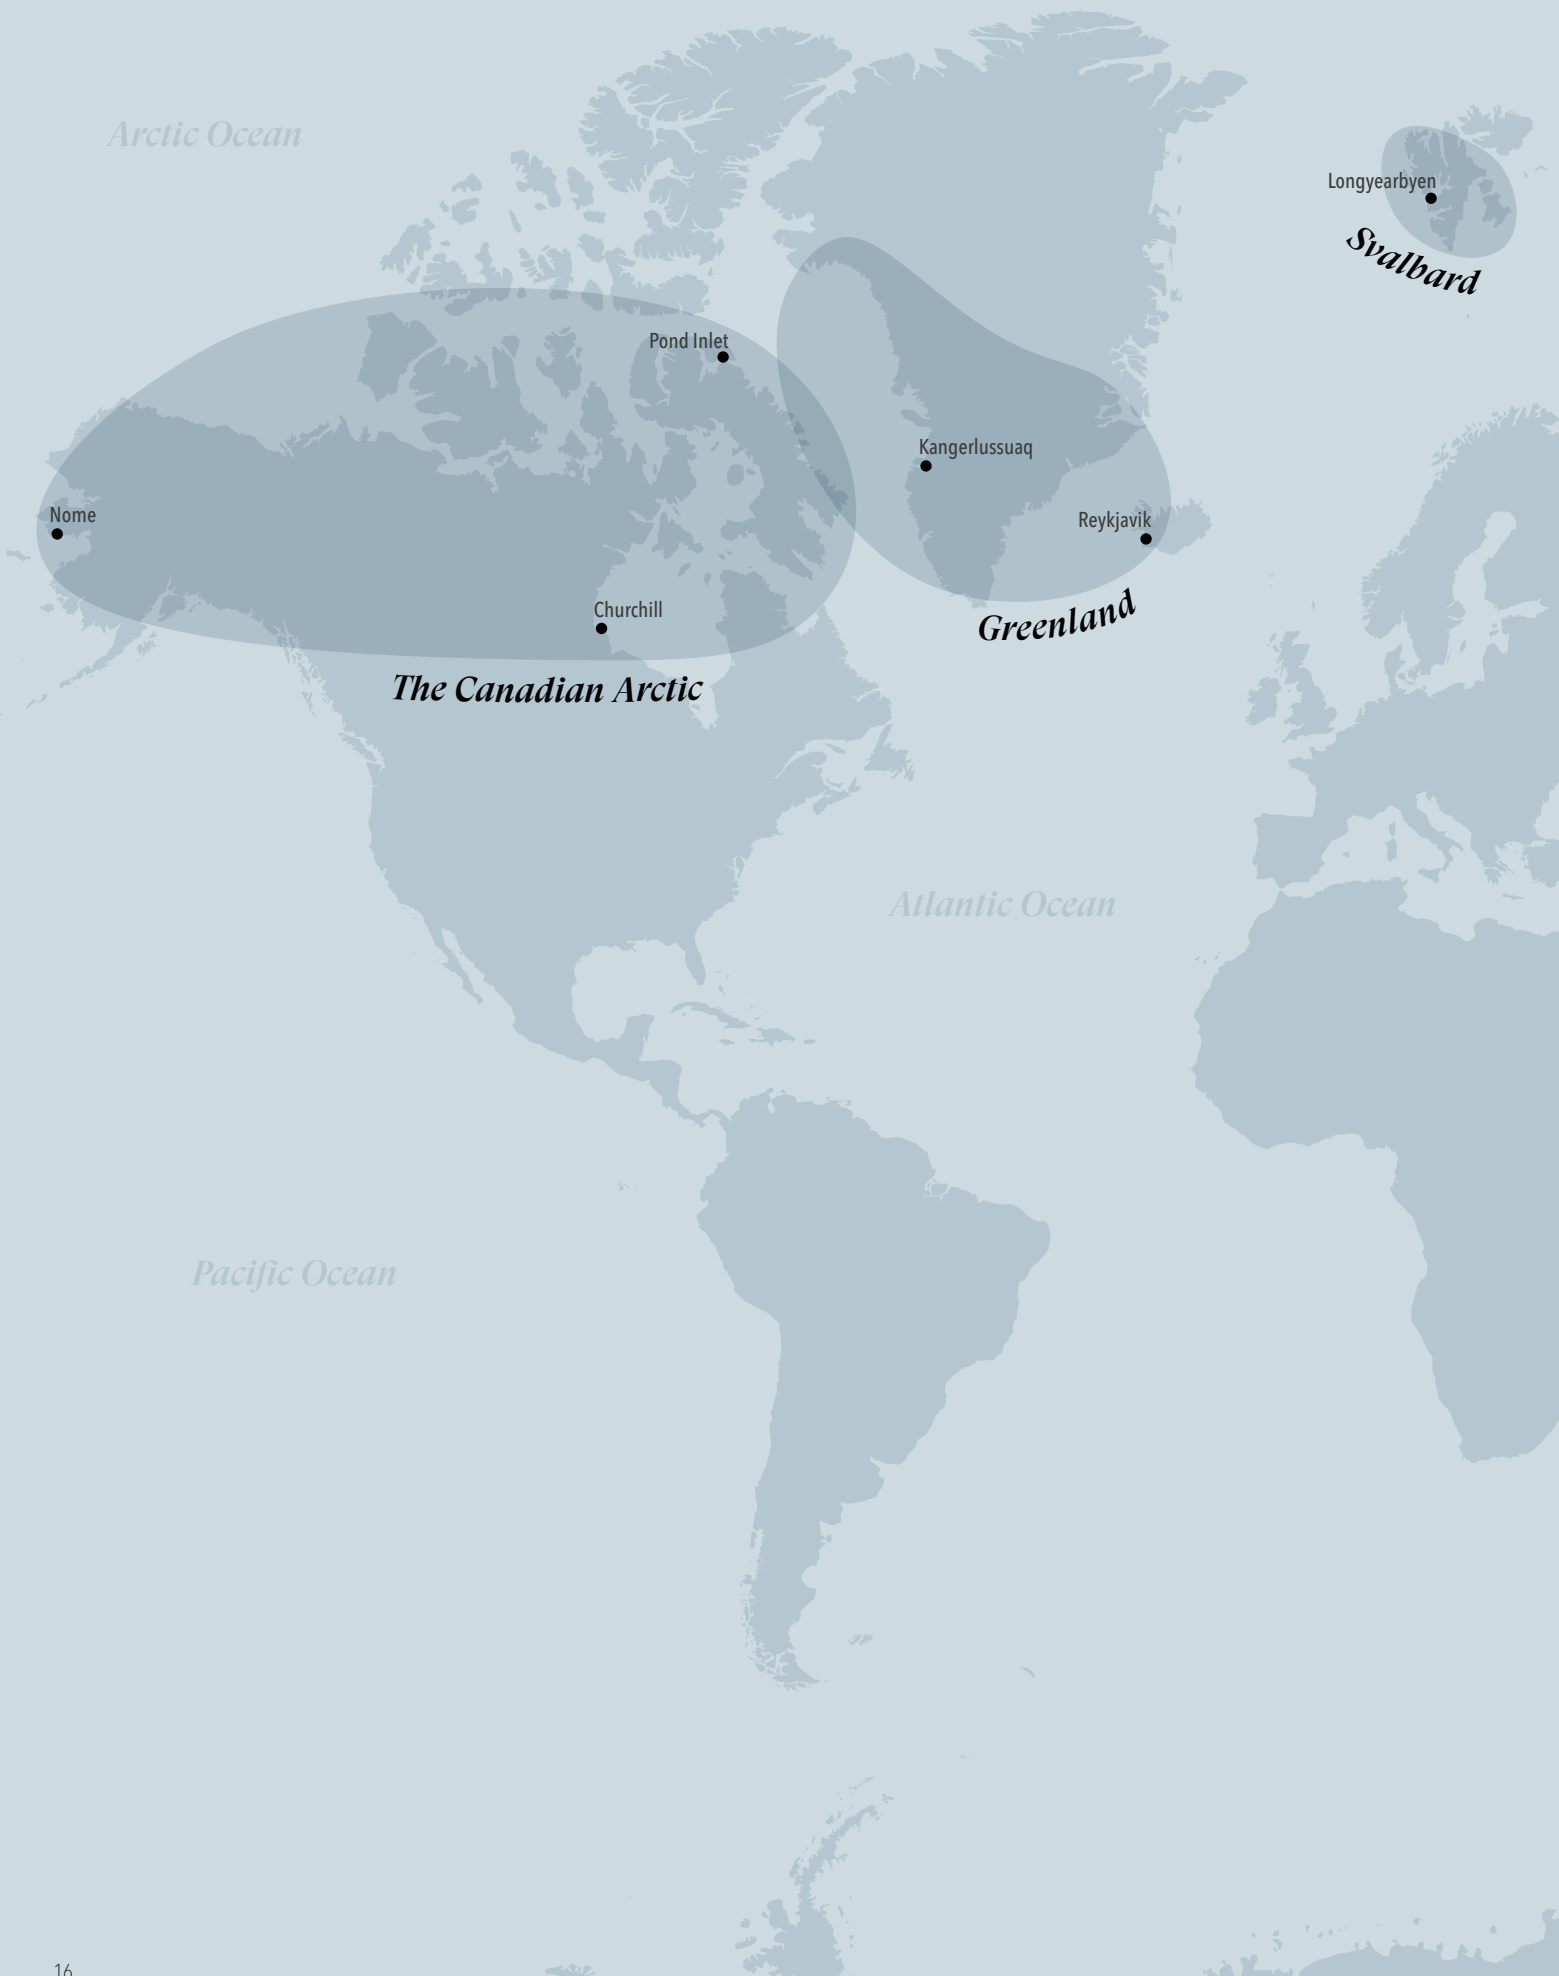 Arctic Ocean
Longyearbyen
Svalbard
Pond Inlet
Kangerlussuaq
Nome
Reykjavik
Churchill
Greenland
The Canadian Arctic
Atlantic Ocean
Pacific Ocean
16